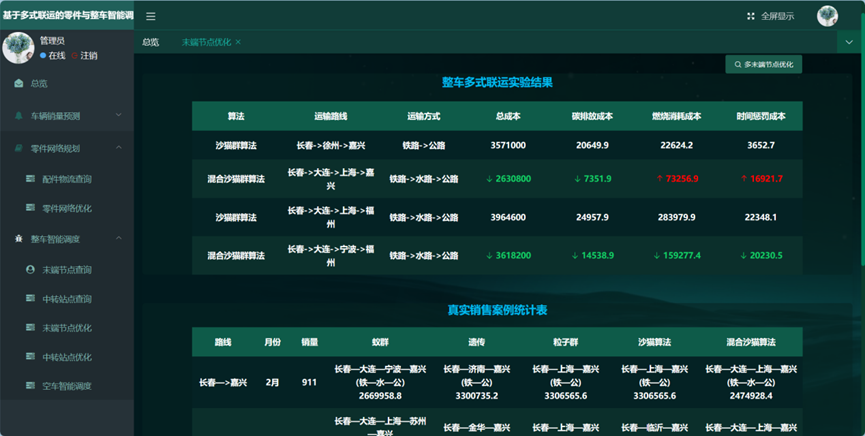 基于多式联运的零件与整车智能调
全屏显示
管理员
在线 注销
总览
车辆销量预测
零件网络规划
配件物流查询
零件网络优化
整车智能调度
末端节点查询
中转站点查询
末端节点优化
中转站点优化
空车智能调度
总览 末端节点优化 ×
多末端节点优化
整车多式联运实验结果
算法 运输路线 运输方式 总成本 碳排放成本 燃烧消耗成本 时间惩罚成本
沙猫群算法 长春->徐州->嘉兴 铁路->公路 3571000 20649.9 22624.2 3652.7
混合沙猫群算法 长春->大连->上海->嘉兴 铁路->水路->公路 ↓ 2630800 ↓ 7351.9 ↑ 73256.9 ↑ 16921.7
沙猫群算法 长春->大连->上海->福州 铁路->水路->公路 3964600 24957.9 283979.9 22348.1
混合沙猫群算法 长春->大连->宁波->福州 铁路->水路->公路 ↓ 3618200 ↓ 14538.9 ↓ 159277.4 ↓ 20230.5
真实销售案例统计表
路线 月份 销量 蚁群 遗传 粒子群 沙猫算法 混合沙猫算法
长春—大连—宁波—嘉兴 长春—济南—嘉兴 长春—上海—嘉兴 长春—上海—嘉兴 长春—大连—上海—嘉兴
长春—>嘉兴 2月 911 (铁—水—公) (铁—公) (铁—公) (铁—公) (铁—水—公)
2669958.8 3300735.2 3306565.6 3306565.6 2474928.4
长春—大连—上海—苏州
—嘉兴 长春—金华—嘉兴 长春—上海—嘉兴 长春—临沂—嘉兴 长春—大连—上海—嘉兴